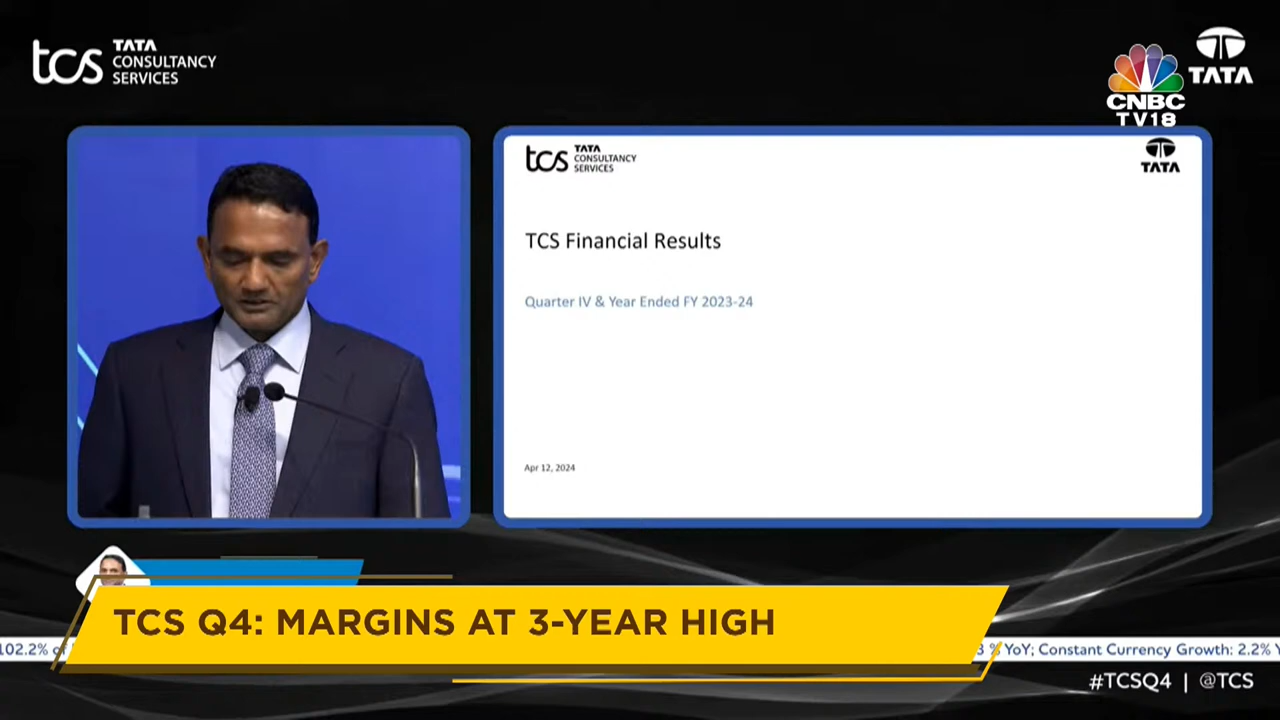 tcs TATA
CONSULTANCY
SERVICES
TATA
CNBC
TV18
tcs TATA
CONSULTANCY
SERVICES
TATA
TCS Financial Results
Quarter IV & Year Ended FY 2023-24
Apr 12, 2024
TCS Q4: MARGINS AT 3-YEAR HIGH
102.2% % YoY; Constant Currency Growth: 2.2%
#TCSQ4 | @TCS